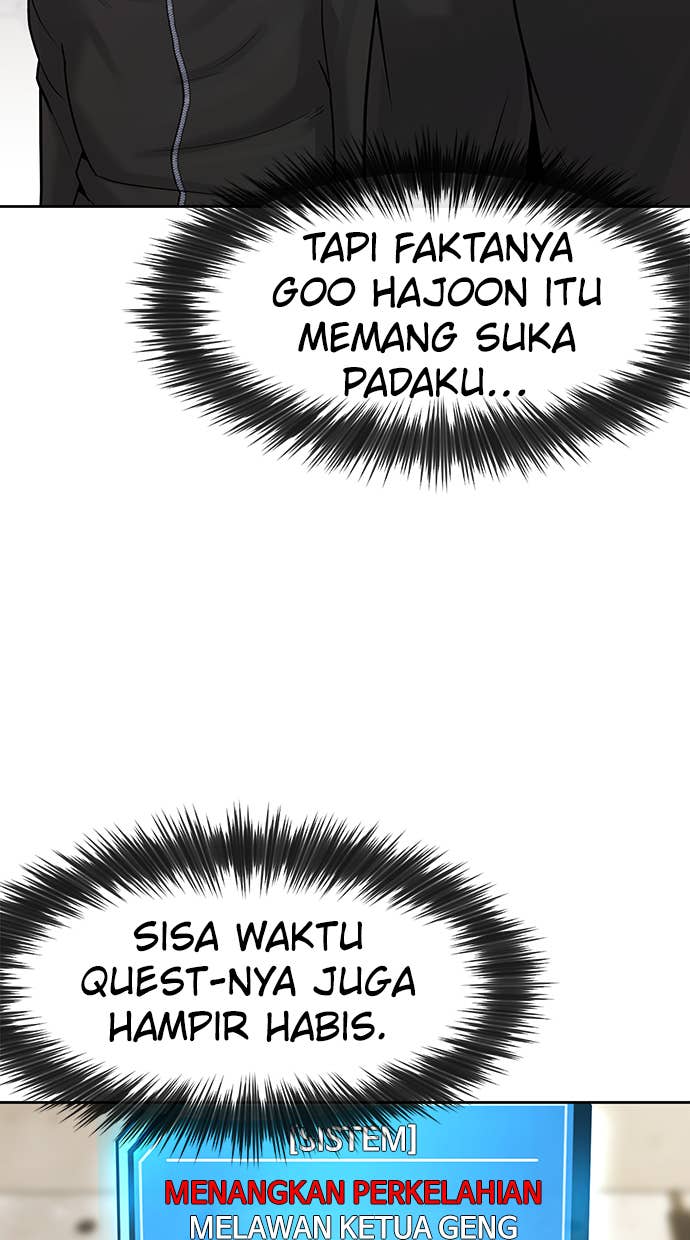 TAPI FAKTANYA
GOO HAJOON ITU
MEMANG SUKA
PADAKU...
SISA WAKTU
QUEST-NYA JUGA
HAMPIR HABIS.
[SISTEM]
MENANGKAN PERKELAHIAN
MELAWAN KETUA GENG